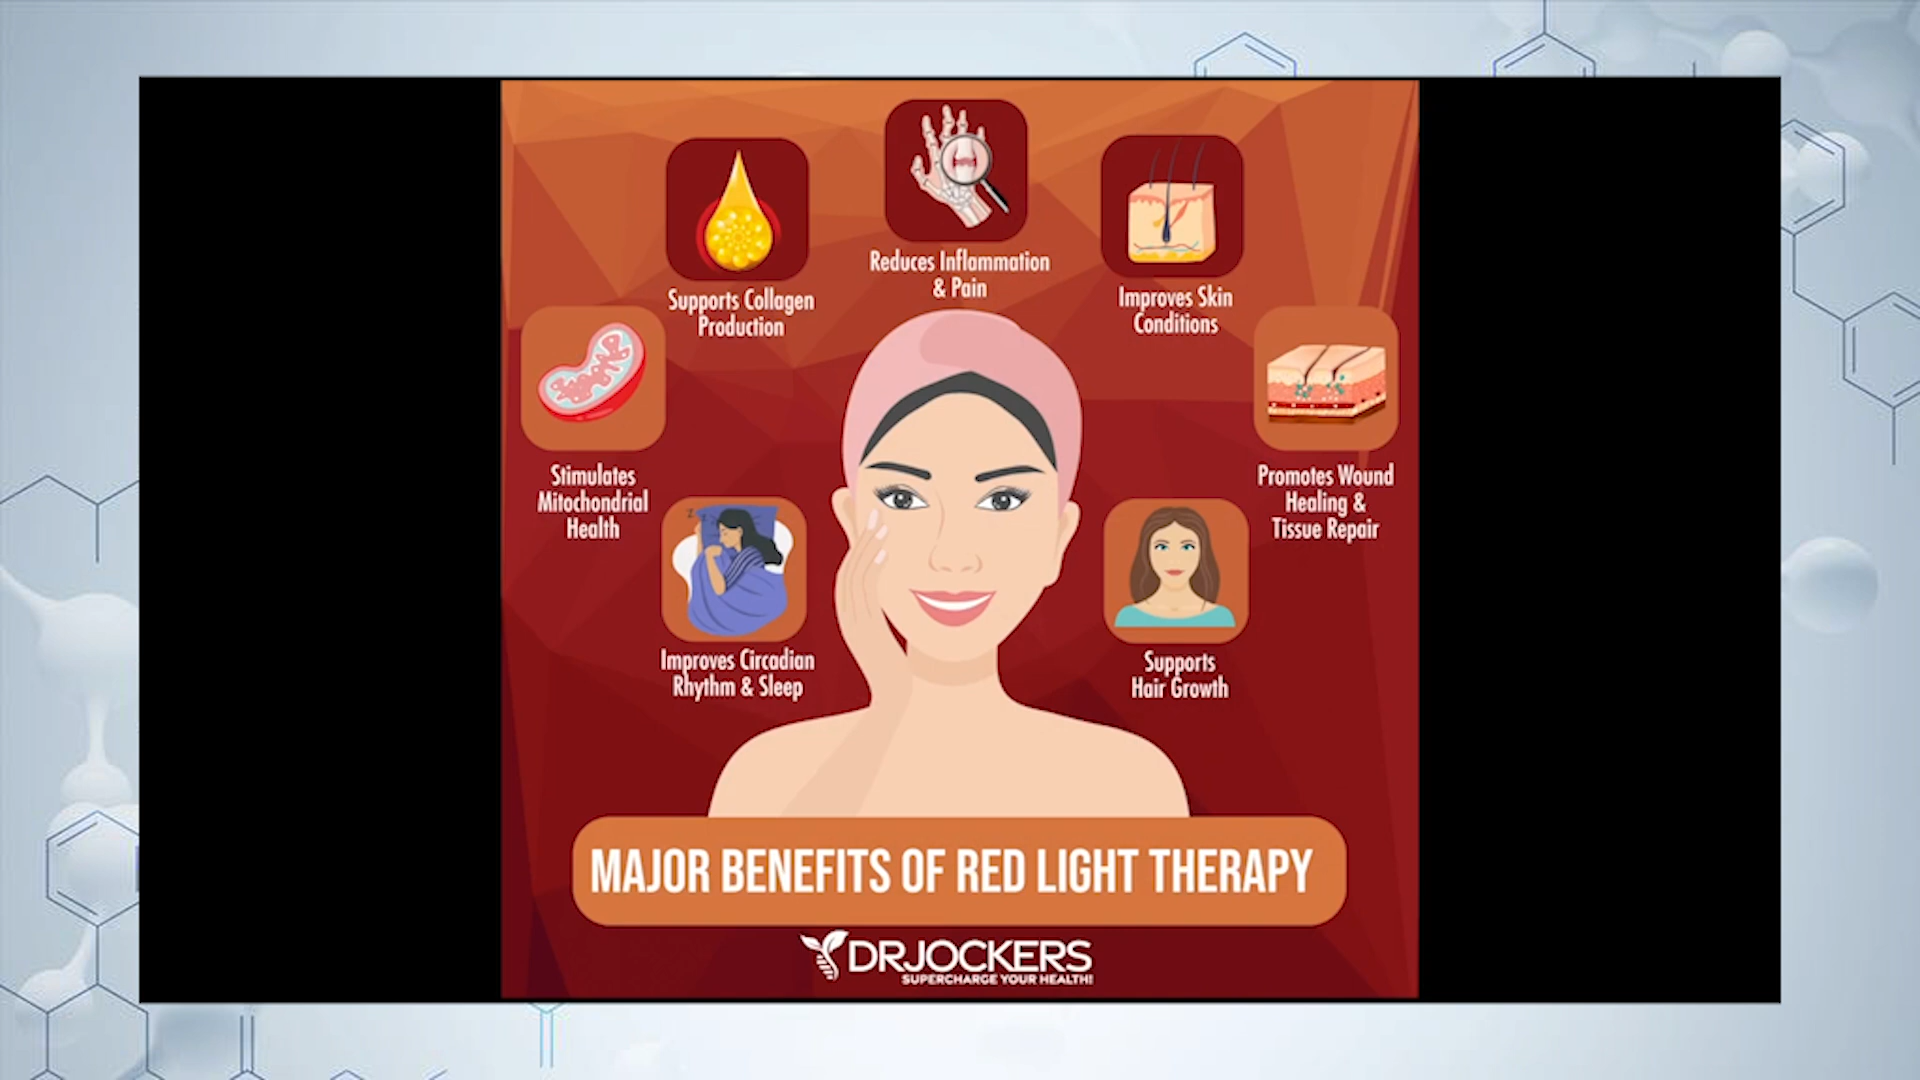 Reduces Inflammation
& Pain
Supports Collagen
Production
Improves Skin
Conditions
Stimulates
Mitochondrial
Health
Promotes Wound
Healing &
Tissue Repair
Improves Circadian
Rhythm & Sleep
Supports
Hair Growth
MAJOR BENEFITS OF RED LIGHT THERAPY
DRJOCKERS
SUPERCHARGE YOUR HEALTH!